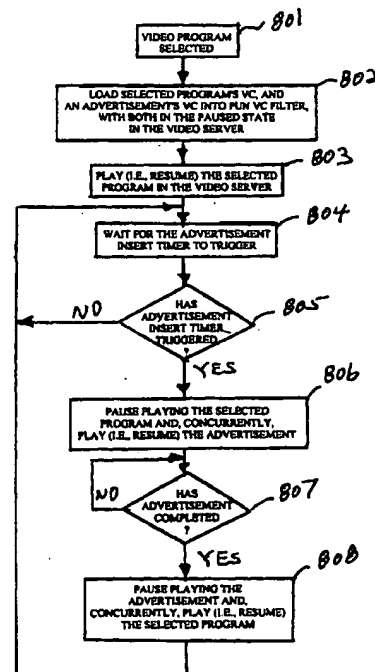 801
VIDEO PROGRAM
SELECTED
802
LOAD SELECTED PROGRAM'S VC, AND
AN ADVERTISEMENT'S VC INTO PUN VC FILTER,
WITH BOTH IN THE PAUSED STATE
IN THE VIDEO SERVER
803
PLAY (I.E., RESUME) THE SELECTED
PROGRAM IN THE VIDEO SERVER
804
WAIT FOR THE ADVERTISEMENT
INSERT TIMER TO TRIGGER
805
HAS
ADVERTISEMENT
INSERT TIMER
TRIGGERED
?
NO
YES
806
PAUSE PLAYING THE SELECTED
PROGRAM AND, CONCURRENTLY,
PLAY (I.E., RESUME) THE ADVERTISEMENT
807
HAS
ADVERTISEMENT
COMPLETED
?
NO
YES
808
PAUSE PLAYING THE
ADVERTISEMENT AND,
CONCURRENTLY, PLAY (I.E., RESUME)
THE SELECTED PROGRAM